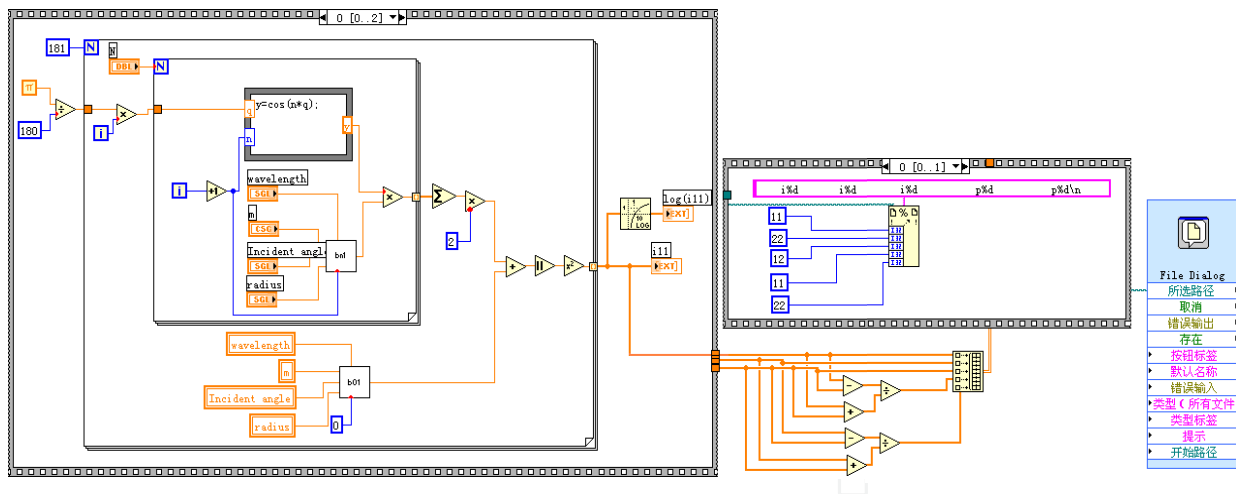 0 [0..2]
181
N
N
DBL
N
π
÷
180
×
i
y=cos(n*q);
q
y
n
i
+1
wavelength
SGL
m
CSG
Incident angle
SGL
bn1
radius
SGL
×
Σ
×
2
+
||
x²
LOG
log(i11)
EXT
i11
EXT
wavelength
m
b01
Incident angle
radius
0
0 [0..1]
i%d i%d i%d p%d p%d\n
%
11
22
12
11
22
-
÷
+
-
÷
+
File Dialog
所选路径
取消
错误输出
存在
按钮标签
默认名称
错误输入
类型(所有文件
类型标签
提示
开始路径